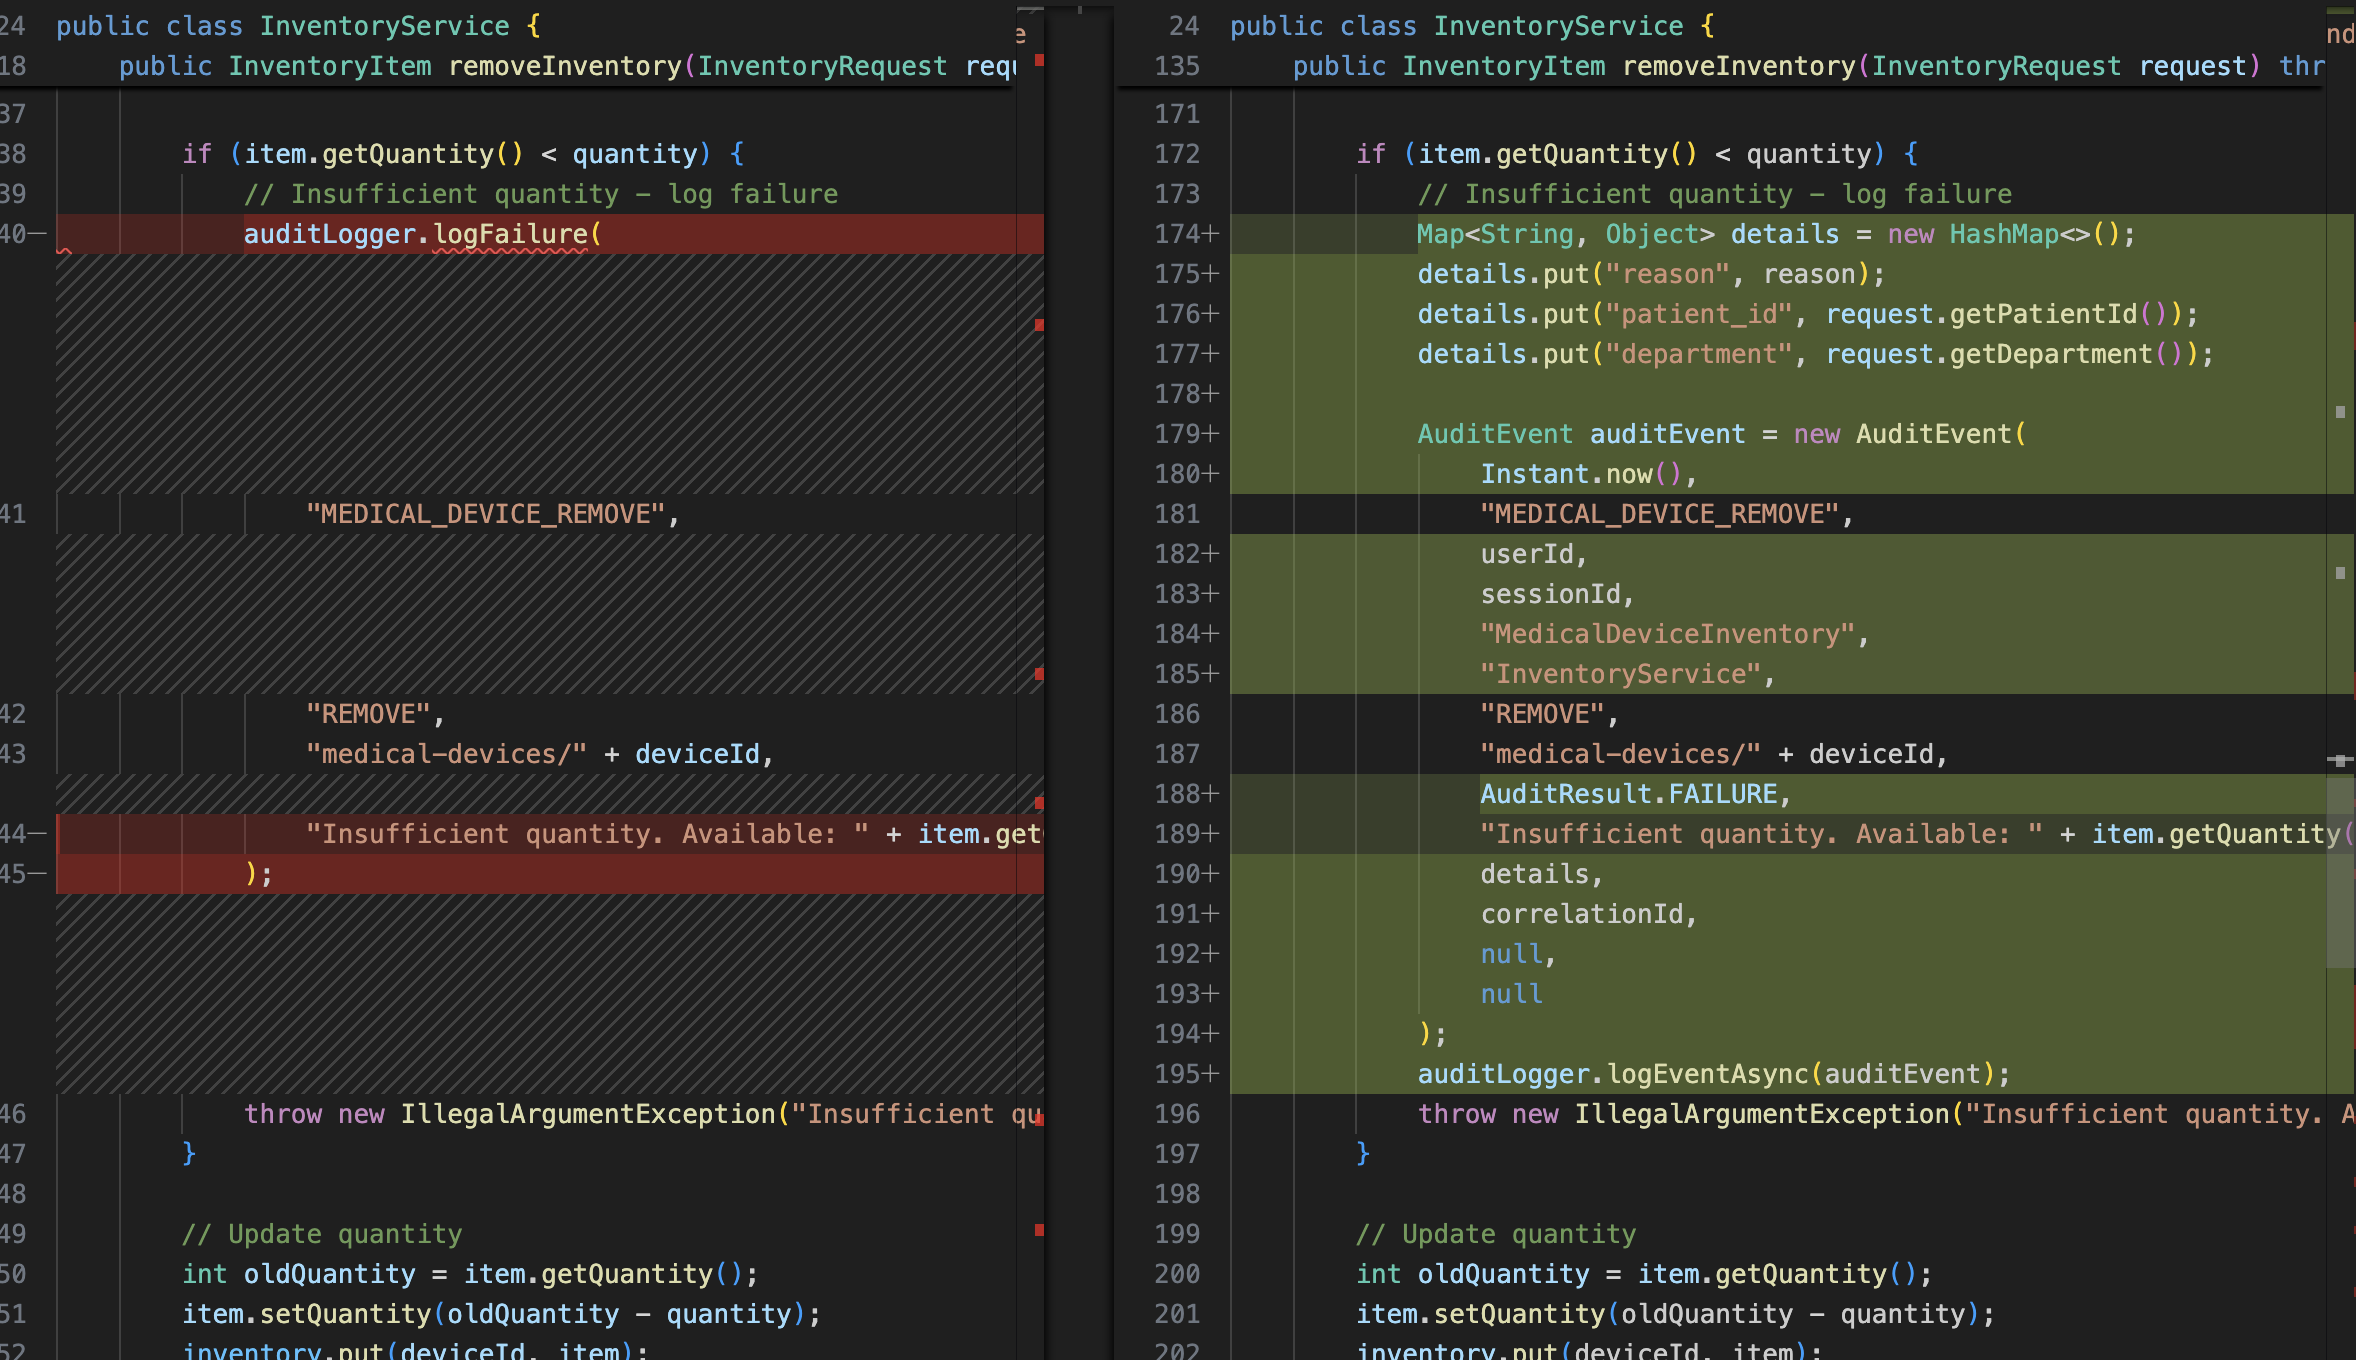 24 public class InventoryService {
18 public InventoryItem removeInventory(InventoryRequest requ
37
38 if (item.getQuantity() < quantity) {
39 // Insufficient quantity – log failure
40— auditLogger.logFailure(
41 "MEDICAL_DEVICE_REMOVE",
42 "REMOVE",
43 "medical-devices/" + deviceId,
44— "Insufficient quantity. Available: " + item.get
45— );
46 throw new IllegalArgumentException("Insufficient qu
47 }
48
49 // Update quantity
50 int oldQuantity = item.getQuantity();
51 item.setQuantity(oldQuantity - quantity);
52 inventory.put(deviceId, item);
e
24 public class InventoryService {
135 public InventoryItem removeInventory(InventoryRequest request) thr
171
172 if (item.getQuantity() < quantity) {
173 // Insufficient quantity – log failure
174+ Map<String, Object> details = new HashMap<>();
175+ details.put("reason", reason);
176+ details.put("patient_id", request.getPatientId());
177+ details.put("department", request.getDepartment());
178+
179+ AuditEvent auditEvent = new AuditEvent(
180+ Instant.now(),
181 "MEDICAL_DEVICE_REMOVE",
182+ userId,
183+ sessionId,
184+ "MedicalDeviceInventory",
185+ "InventoryService",
186 "REMOVE",
187 "medical-devices/" + deviceId,
188+ AuditResult.FAILURE,
189+ "Insufficient quantity. Available: " + item.getQuantity(
190+ details,
191+ correlationId,
192+ null,
193+ null
194+ );
195+ auditLogger.logEventAsync(auditEvent);
196 throw new IllegalArgumentException("Insufficient quantity. A
197 }
198
199 // Update quantity
200 int oldQuantity = item.getQuantity();
201 item.setQuantity(oldQuantity - quantity);
202 inventory.put(deviceId, item);
nd